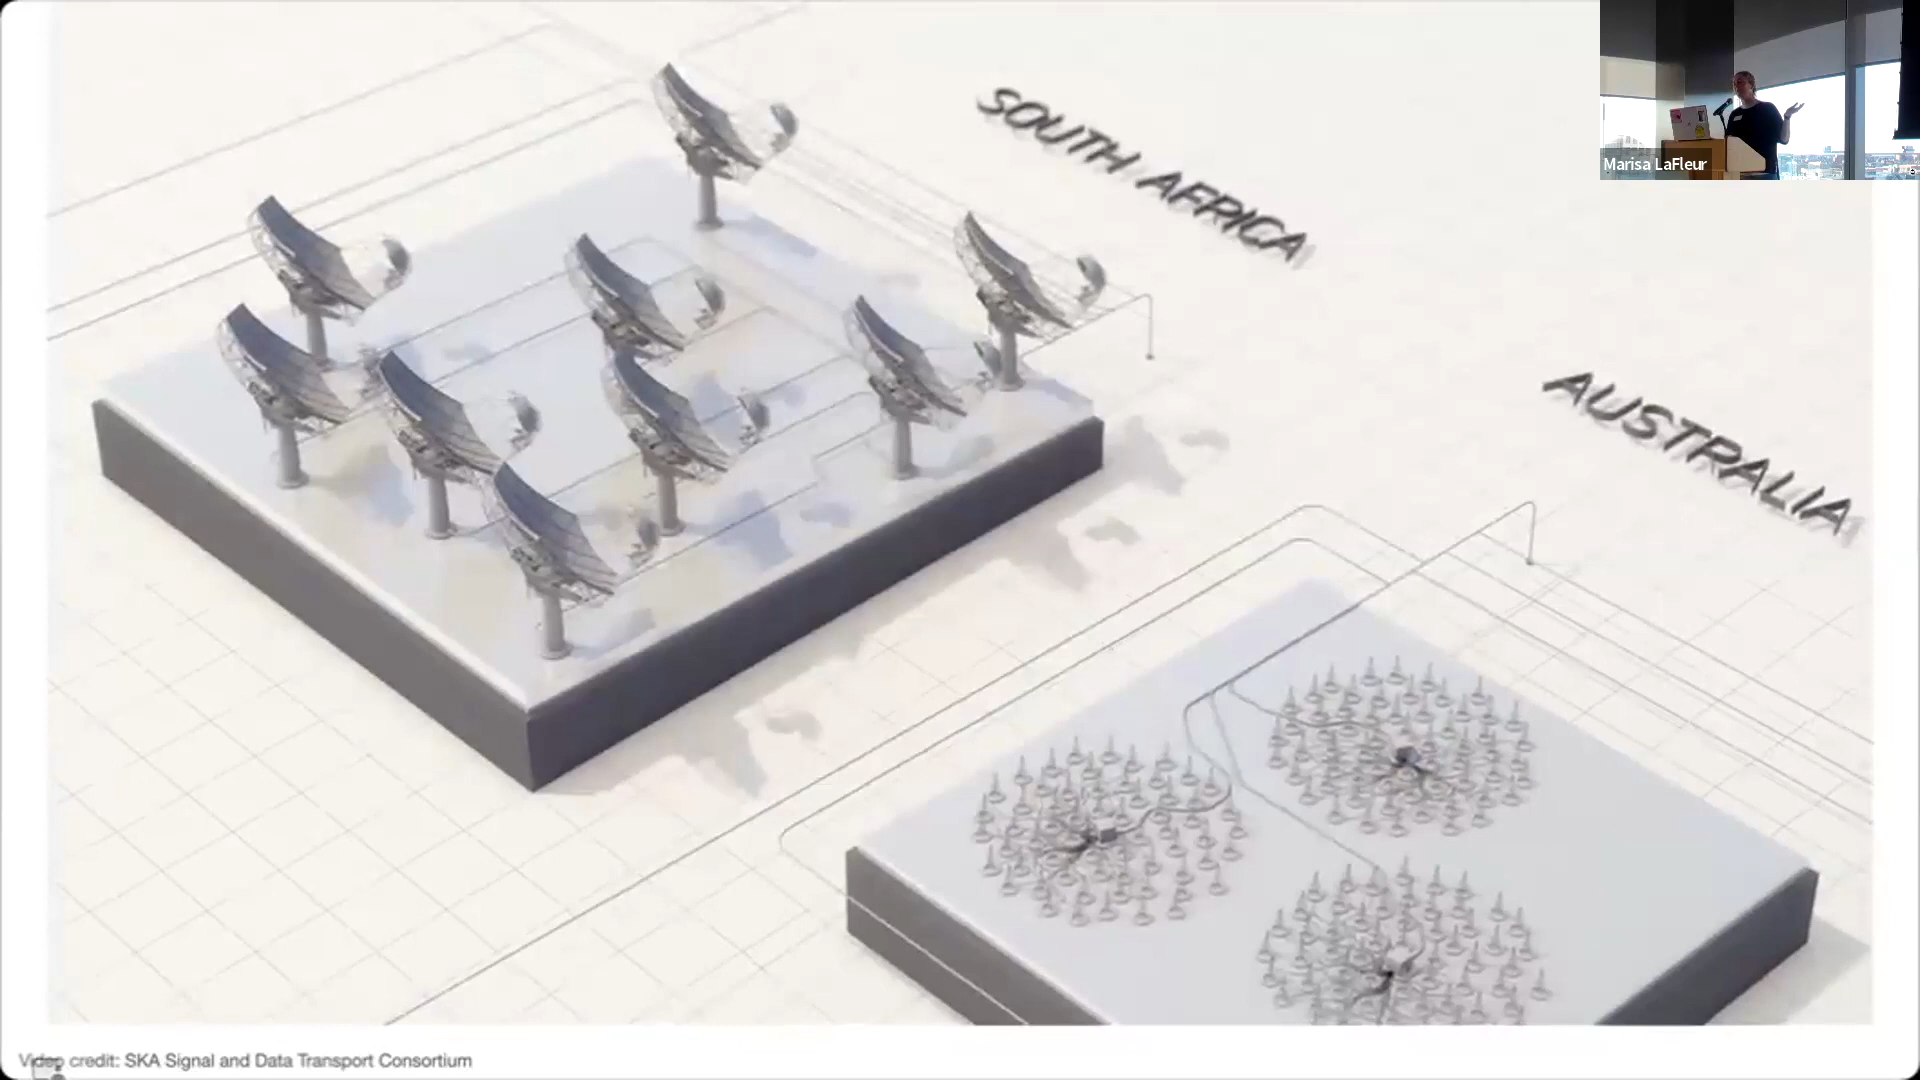 SOUTH AFRICA
Marisa LaFleur
AUSTRALIA
Video credit: SKA Signal and Data Transport Consortium